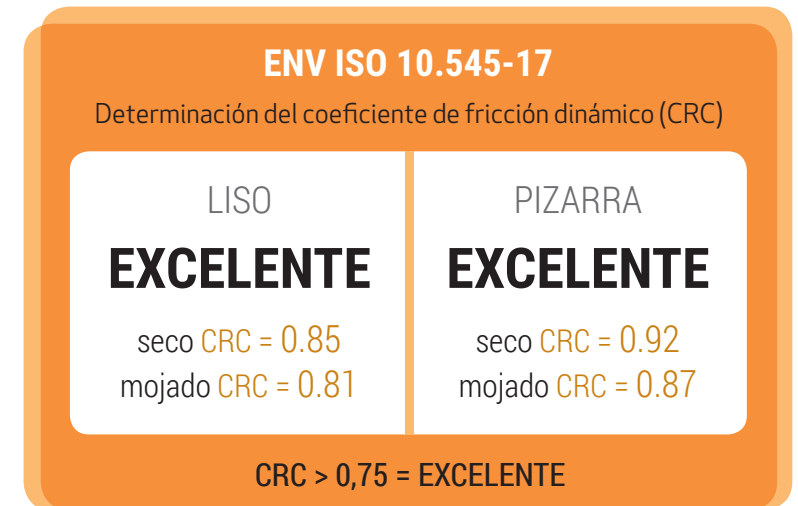 ENV ISO 10.545-17
Determinación del coeficiente de fricción dinámico (CRC)
LISO
EXCELENTE
seco CRC = 0.85
mojado CRC = 0.81
PIZARRA
EXCELENTE
seco CRC = 0.92
mojado CRC = 0.87
CRC > 0,75 = EXCELENTE